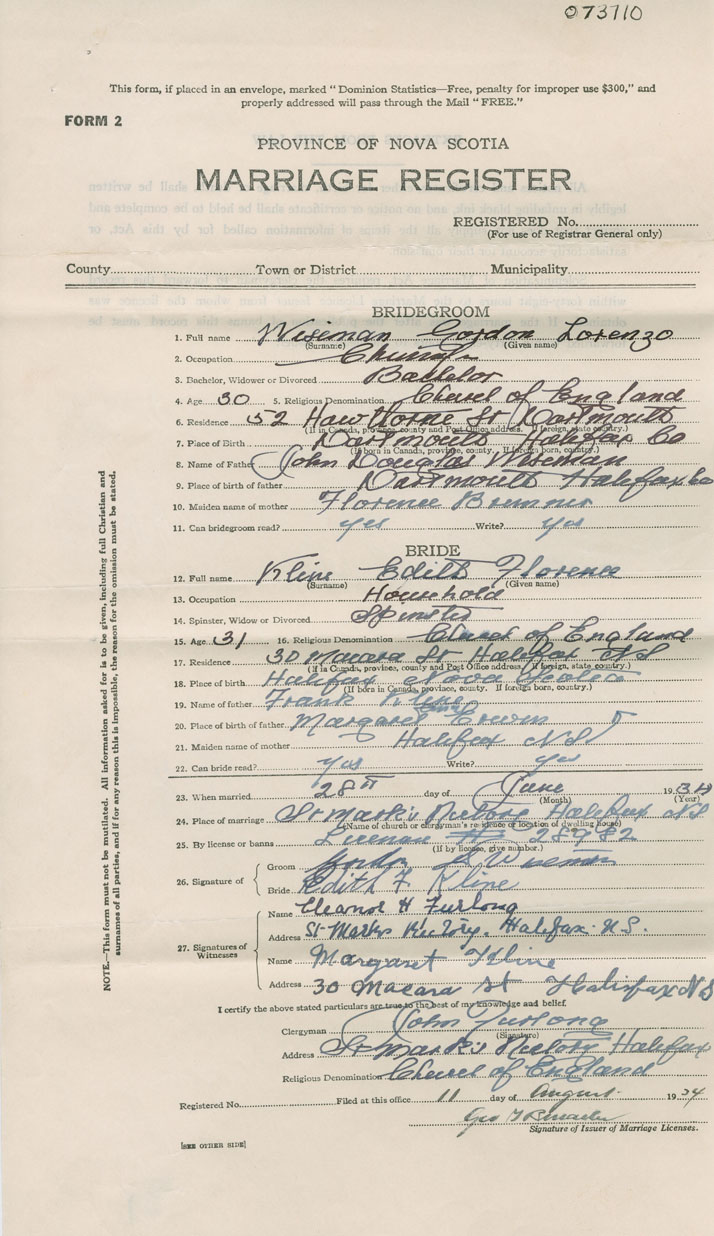 073710
This form, if placed in an envelope, marked "Dominion Statistics—Free, penalty for improper use $300," and
properly addressed will pass through the Mail "FREE."
FORM 2
PROVINCE OF NOVA SCOTIA
MARRIAGE REGISTER
REGISTERED No.
(For use of Registrar General only)
County Town or District Municipality
BRIDEGROOM
1. Full name Wiseman Gordon Lorenzo
(Surname) (Given name)
2. Occupation
3. Bachelor, Widower or Divorced Bachelor
4. Age 30 5. Religious Denomination Church of England
6. Residence 52 Hawthorne St Dartmouth
(If in Canada, province, county and Post Office address. If foreign, state country.)
7. Place of Birth Dartmouth Halifax Co
(If born in Canada, province, county. If foreign born, country.)
8. Name of Father John Douglas Wiseman
9. Place of birth of father Dartmouth Halifax Co
10. Maiden name of mother Florence
11. Can bridegroom read? yes Write? yes
BRIDE
12. Full name Kline Edith Florence
(Surname) (Given name)
13. Occupation Household
14. Spinster, Widow or Divorced Spinster
15. Age 31 16. Religious Denomination Church of England
17. Residence 30 Macara St Halifax NS
(If in Canada, province, county and Post Office address. If foreign, state country.)
18. Place of birth Halifax Nova Scotia
(If born in Canada, province, county. If foreign born, country.)
19. Name of father Frank Kline
20. Place of birth of father Margaret Erwin
21. Maiden name of mother Halifax NS
22. Can bride read? yes Write? yes
23. When married 28th day of June 1934
(Month) (Year)
24. Place of marriage St Mark's Rectory Halifax NS
(Name of church or clergyman's residence or location of dwelling house)
25. By license or banns License # 28982
(If by license, give number.)
26. Signature of
Groom Gordon L Wiseman
Bride Edith F Kline
27. Signatures of Witnesses
Name Eleanor H Furlong
Address St. Marks Rectory. Halifax. N.S.
Name Margaret Kline
Address 30 Macara St Halifax NS
I certify the above stated particulars are true to the best of my knowledge and belief.
Clergyman John Furlong
(Signature)
Address St Mark's Rectory Halifax
Religious Denomination Church of England
Registered No. Filed at this office 11 day of August 1934
Signature of Issuer of Marriage Licenses.
[SEE OTHER SIDE]
NOTE.—This form must not be mutilated. All information asked for is to be given, including full Christian and
surnames of all parties, and if for any reason this is impossible, the reason for the omission must be stated.